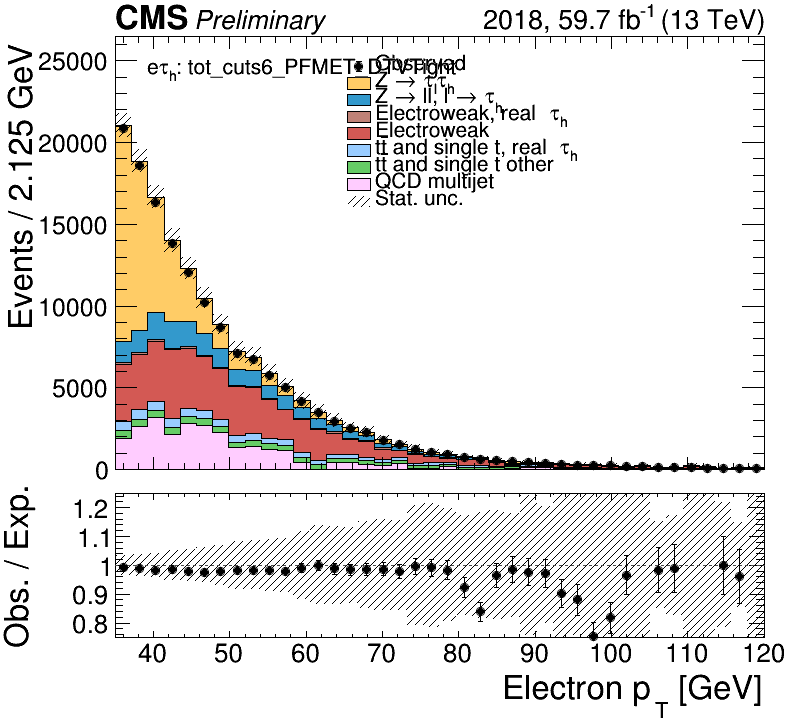 CMS Preliminary 2018, 59.7 fb⁻¹ (13 TeV)
Events / 2.125 GeV
25000
20000
15000
10000
5000
0
eτh: tot_cuts6_PFMET
Observed
Z → ττh
Z → ll, l → τh
Electroweak, real τh
Electroweak
tt and single t, real τh
tt and single t other
QCD multijet
Stat. unc.
Obs. / Exp.
1.2
1.1
1
0.9
0.8
40 50 60 70 80 90 100 110 120
Electron pT [GeV]